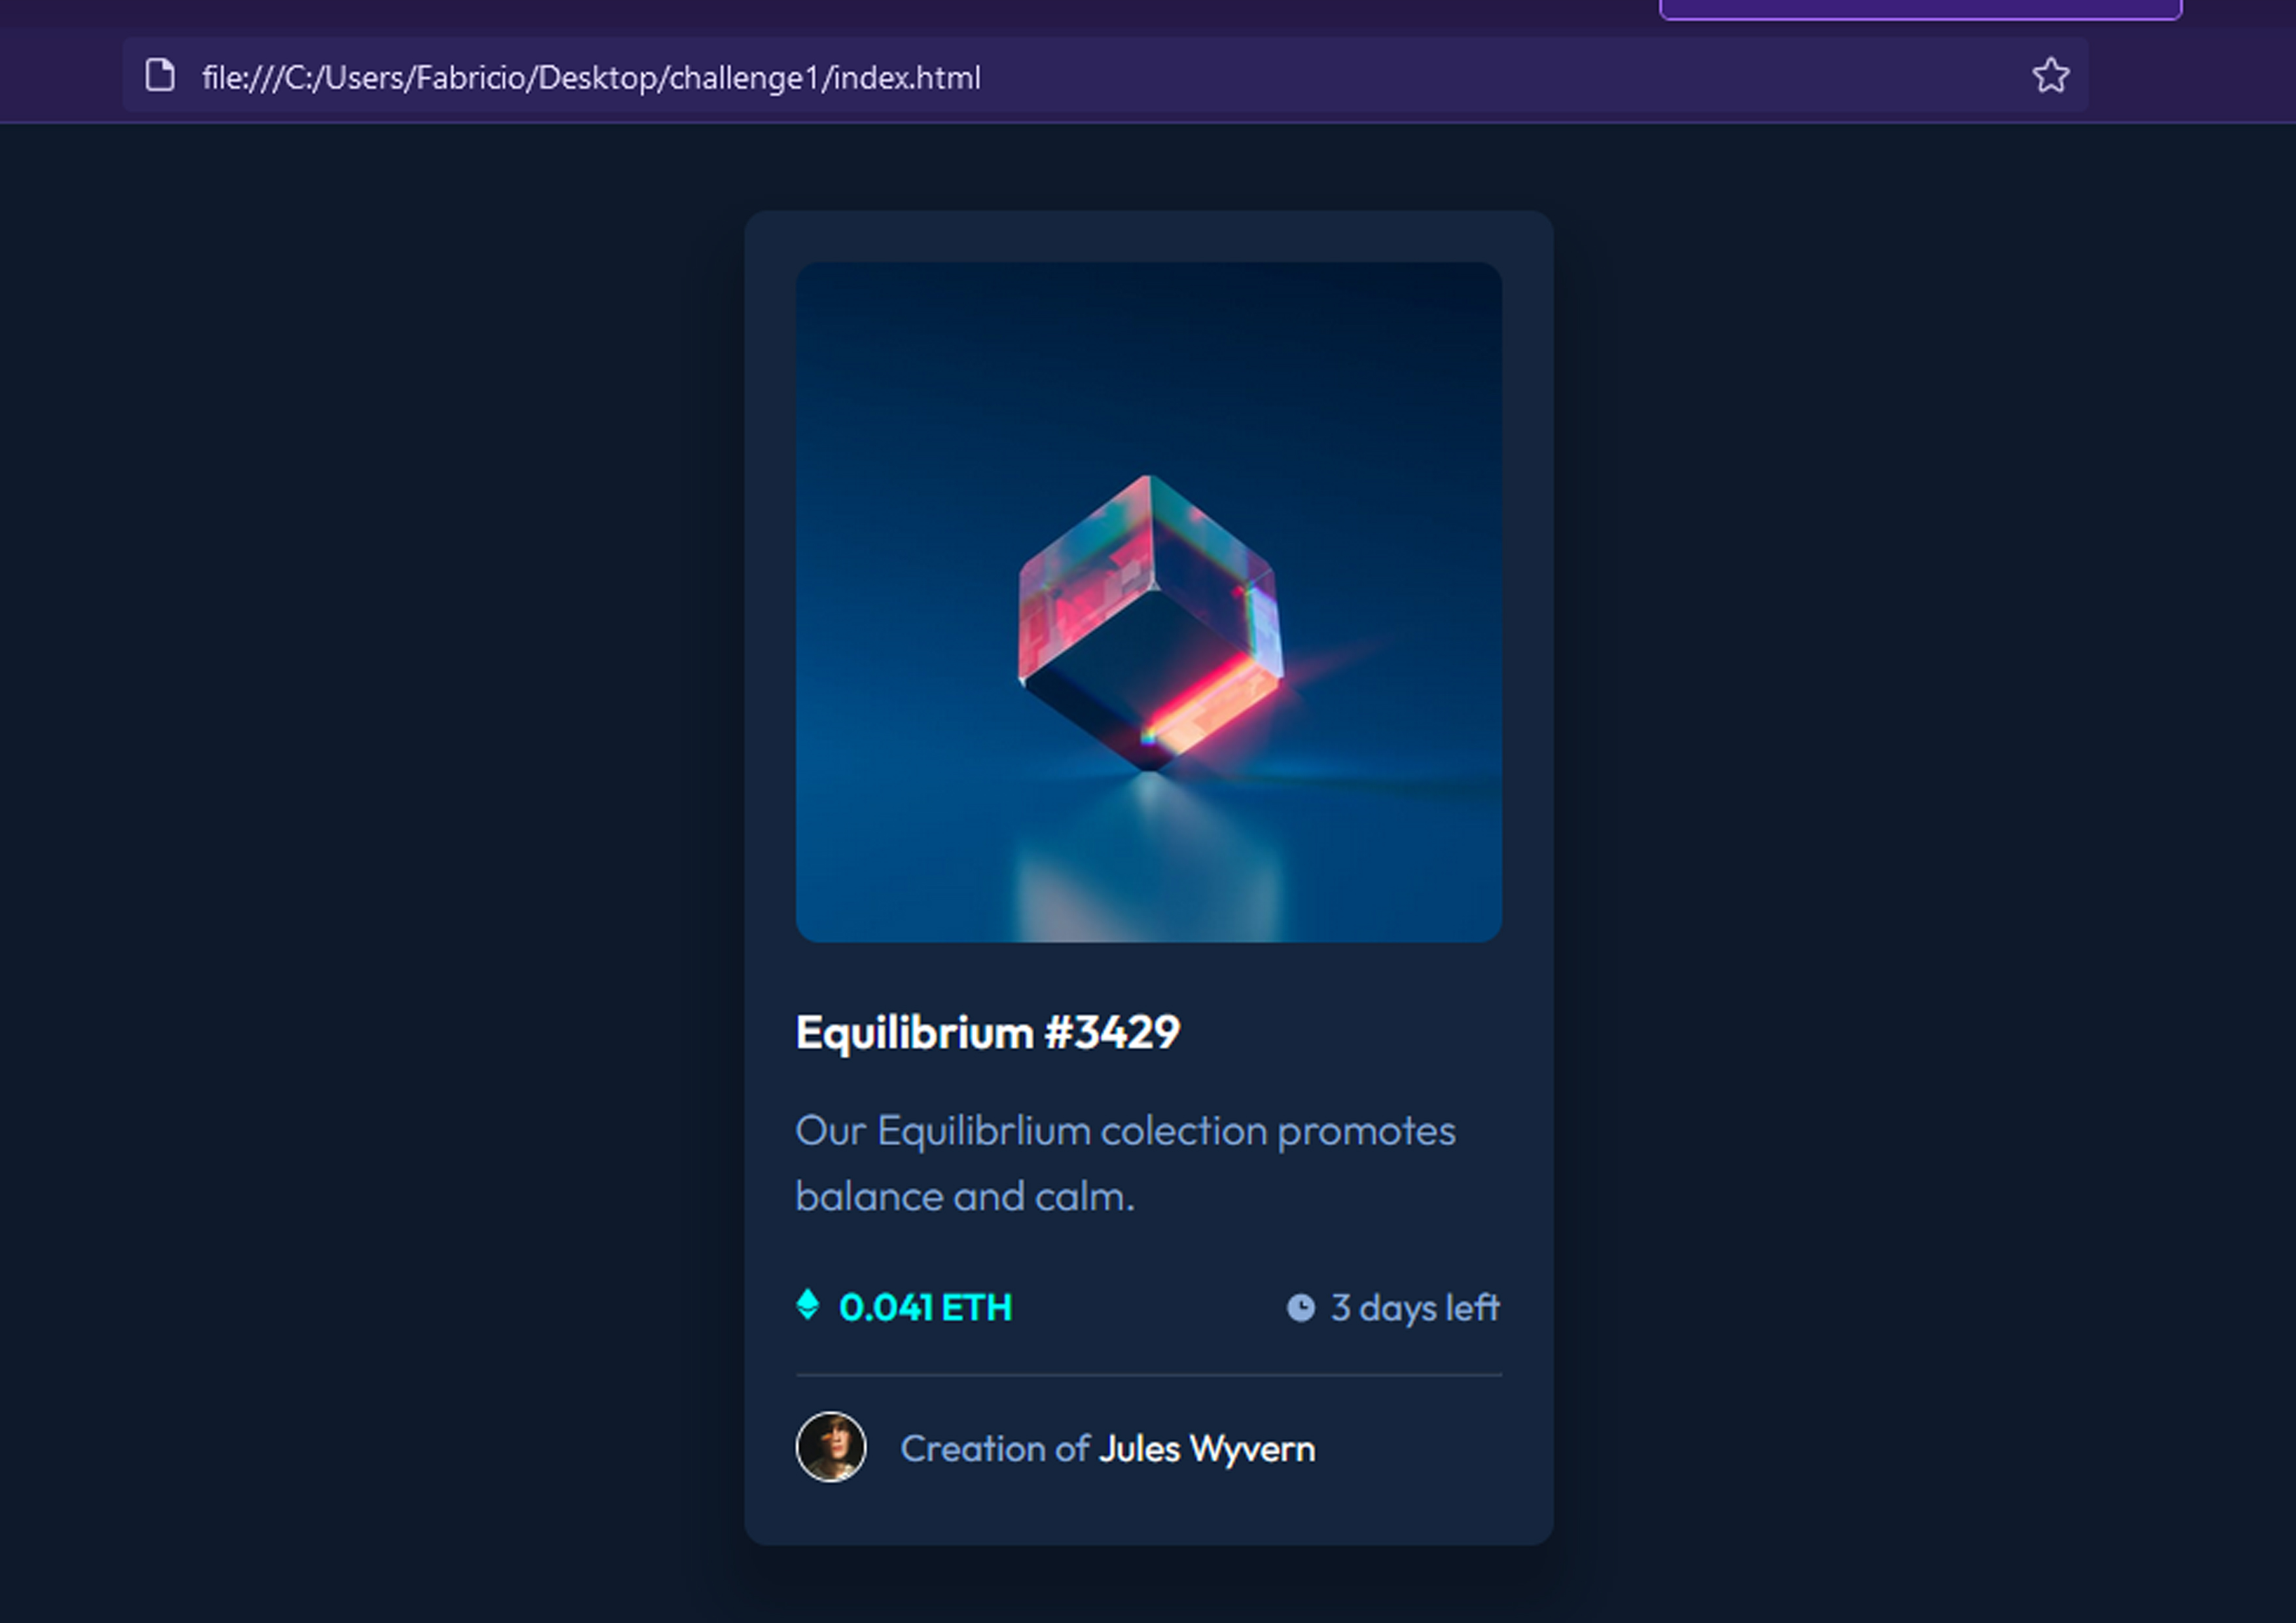 file:///C:/Users/Fabricio/Desktop/challenge1/index.html
Equilibrium #3429
Our Equilibrlium colection promotes
balance and calm.
0.041 ETH
3 days left
Creation of Jules Wyvern